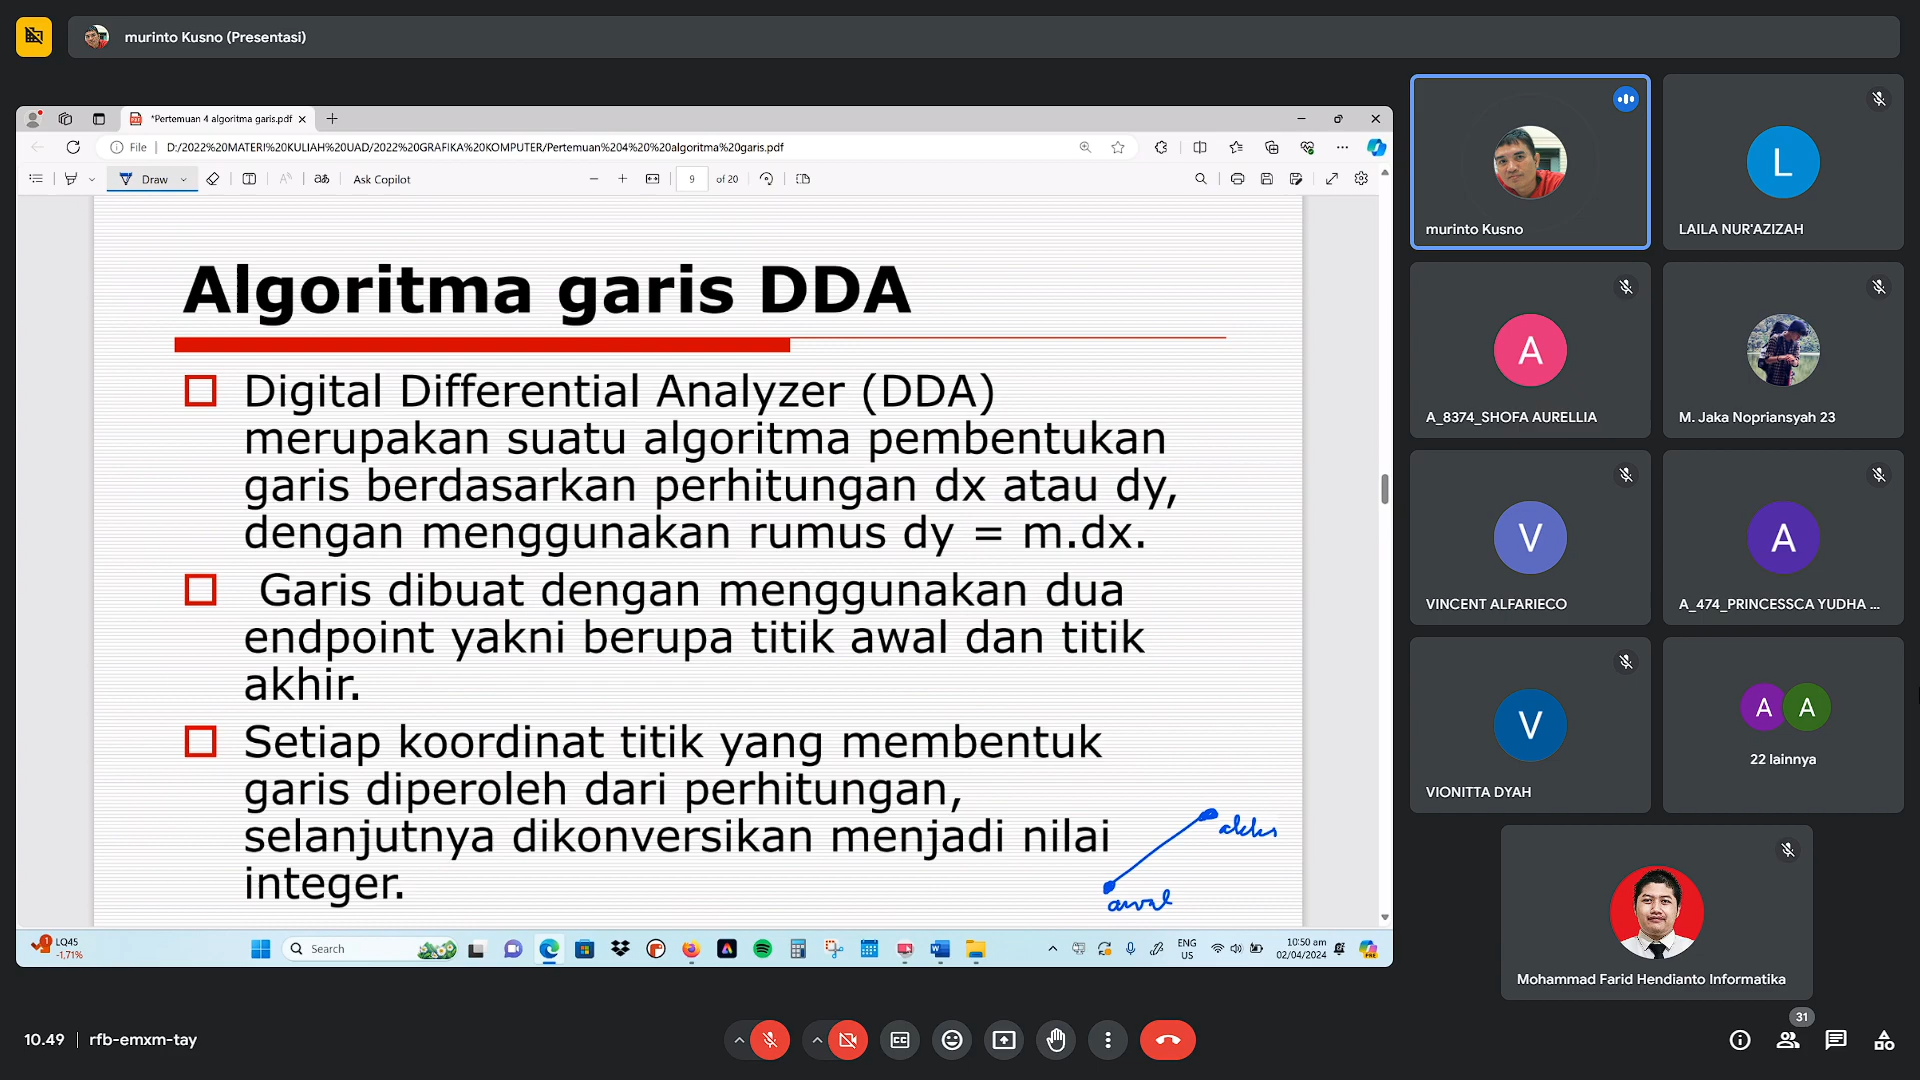 murinto Kusno (Presentasi)
*Pertemuan 4 algoritma garis.pdf
File
D:/2022%20MATERI%20KULIAH%20UAD/2022%20GRAFIKA%20KOMPUTER/Pertemuan%204%20%20algoritma%20garis.pdf
Draw
aあ
Ask Copilot
9
of 20
Algoritma garis DDA
Digital Differential Analyzer (DDA)
merupakan suatu algoritma pembentukan
garis berdasarkan perhitungan dx atau dy,
dengan menggunakan rumus dy = m.dx.
Garis dibuat dengan menggunakan dua
endpoint yakni berupa titik awal dan titik
akhir.
Setiap koordinat titik yang membentuk
garis diperoleh dari perhitungan,
selanjutnya dikonversikan menjadi nilai
integer.
awal
1
LQ45
-1,71%
Search
ENG
US
10:50 am
02/04/2024
PRE
murinto Kusno
L
LAILA NUR'AZIZAH
A
A_8374_SHOFA AURELLIA
M. Jaka Nopriansyah 23
V
VINCENT ALFARIECO
A
A_474_PRINCESSCA YUDHA ...
V
VIONITTA DYAH
A
A
22 lainnya
Mohammad Farid Hendianto Informatika
10.49
rfb-emxm-tay
31